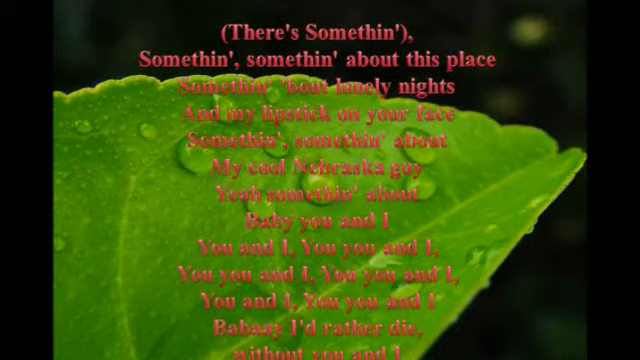 (There's Somethin'),
Somethin', somethin' about this place
Somethin' 'bout lonely nights
And my lipstick on your face
Somethin', somethin' about
My cool Nebraska guy
Yeah somethin' about
Baby you and I
You and I, You you and I,
You you and I, You you and I,
You and I, You you and I
Babaay I'd rather die,
without you and I